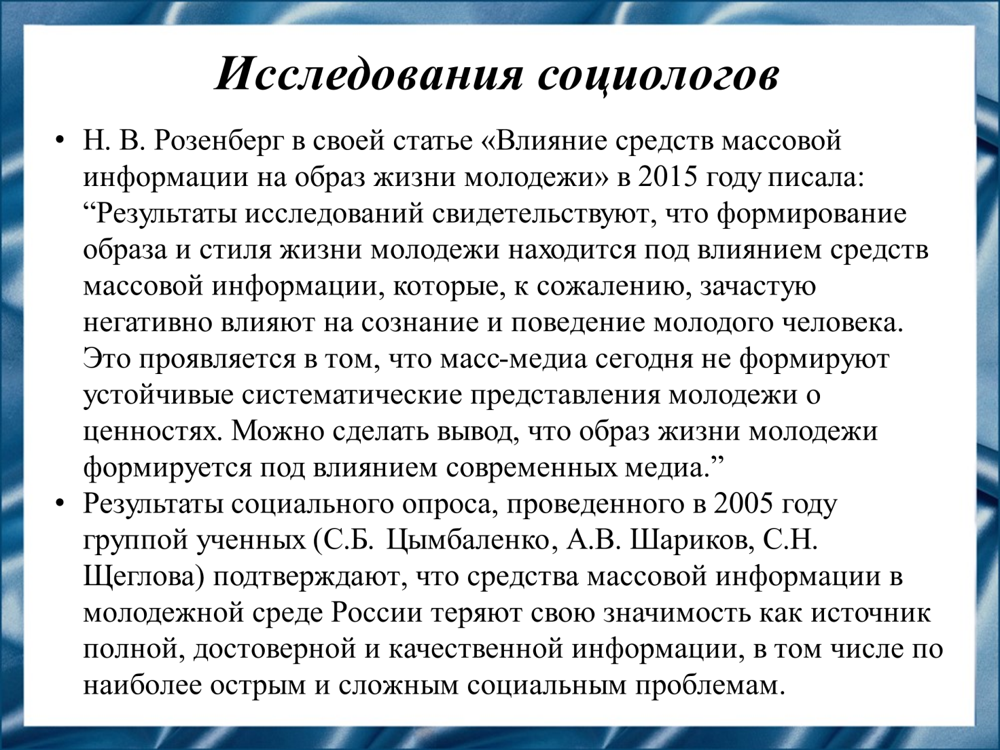 Исследования социологов
• Н. В. Розенберг в своей статье «Влияние средств массовой
информации на образ жизни молодежи» в 2015 году писала:
“Результаты исследований свидетельствуют, что формирование
образа и стиля жизни молодежи находится под влиянием средств
массовой информации, которые, к сожалению, зачастую
негативно влияют на сознание и поведение молодого человека.
Это проявляется в том, что масс-медиа сегодня не формируют
устойчивые систематические представления молодежи о
ценностях. Можно сделать вывод, что образ жизни молодежи
формируется под влиянием современных медиа.”
• Результаты социального опроса, проведенного в 2005 году
группой ученных (С.Б. Цымбаленко, А.В. Шариков, С.Н.
Щеглова) подтверждают, что средства массовой информации в
молодежной среде России теряют свою значимость как источник
полной, достоверной и качественной информации, в том числе по
наиболее острым и сложным социальным проблемам.